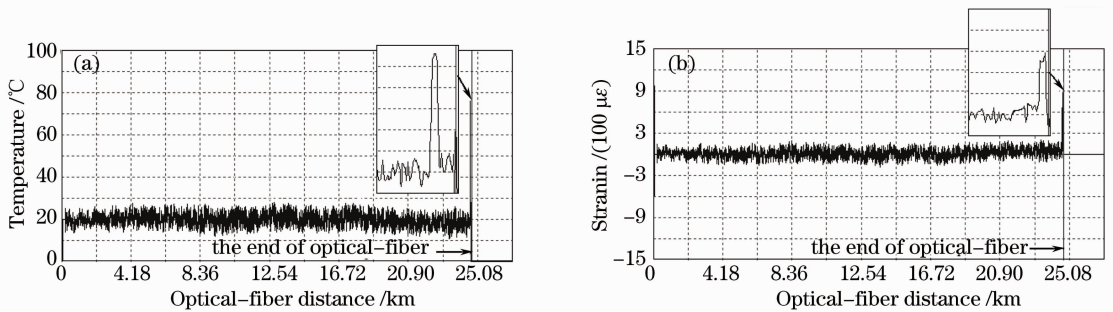 (a)
Temperature /℃
100
80
60
40
20
0
the end of optical-fiber
0 4.18 8.36 12.54 16.72 20.90 25.08
Optical-fiber distance /km
(b)
Stranin /(100 με)
15
9
3
-3
-9
-15
the end of optical-fiber
0 4.18 8.36 12.54 16.72 20.90 25.08
Optical-fiber distance /km